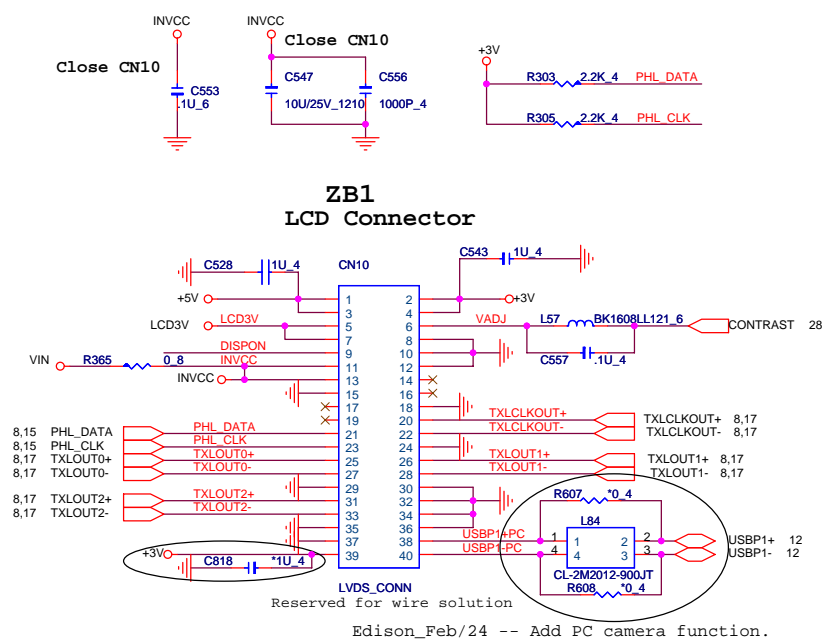 INVCC INVCC
Close CN10 Close CN10 +3V
C553 .1U_6
C547 10U/25V_1210
C556 1000P_4
R303 2.2K_4 PHL_DATA
R305 2.2K_4 PHL_CLK
ZB1
LCD Connector
C528 .1U_4 CN10 C543 .1U_4
+5V 1 2 +3V
3 4
LCD3V LCD3V 5 6 VADJ L57 BK1608LL121_6 CONTRAST 28
7 8
DISPON 9 10 C557 .1U_4
VIN R365 0_8 INVCC 11 12
INVCC 13 14
15 16
17 18
19 20 TXLCLKOUT+ TXLCLKOUT+ 8,17
8,15 PHL_DATA PHL_DATA 21 22 TXLCLKOUT- TXLCLKOUT- 8,17
8,15 PHL_CLK PHL_CLK 23 24
8,17 TXLOUT0+ TXLOUT0+ 25 26 TXLOUT1+ TXLOUT1+ 8,17
8,17 TXLOUT0- TXLOUT0- 27 28 TXLOUT1- TXLOUT1- 8,17
29 30
8,17 TXLOUT2+ TXLOUT2+ 31 32 R607 *0_4
8,17 TXLOUT2- TXLOUT2- 33 34
35 36 L84
37 38 USBP1+PC 1 1 2 2 USBP1+ 12
+3V 39 40 USBP1-PC 4 4 3 3 USBP1- 12
C818 *1U_4 CL-2M2012-900JT
LVDS_CONN R608 *0_4
Reserved for wire solution
Edison_Feb/24 -- Add PC camera function.